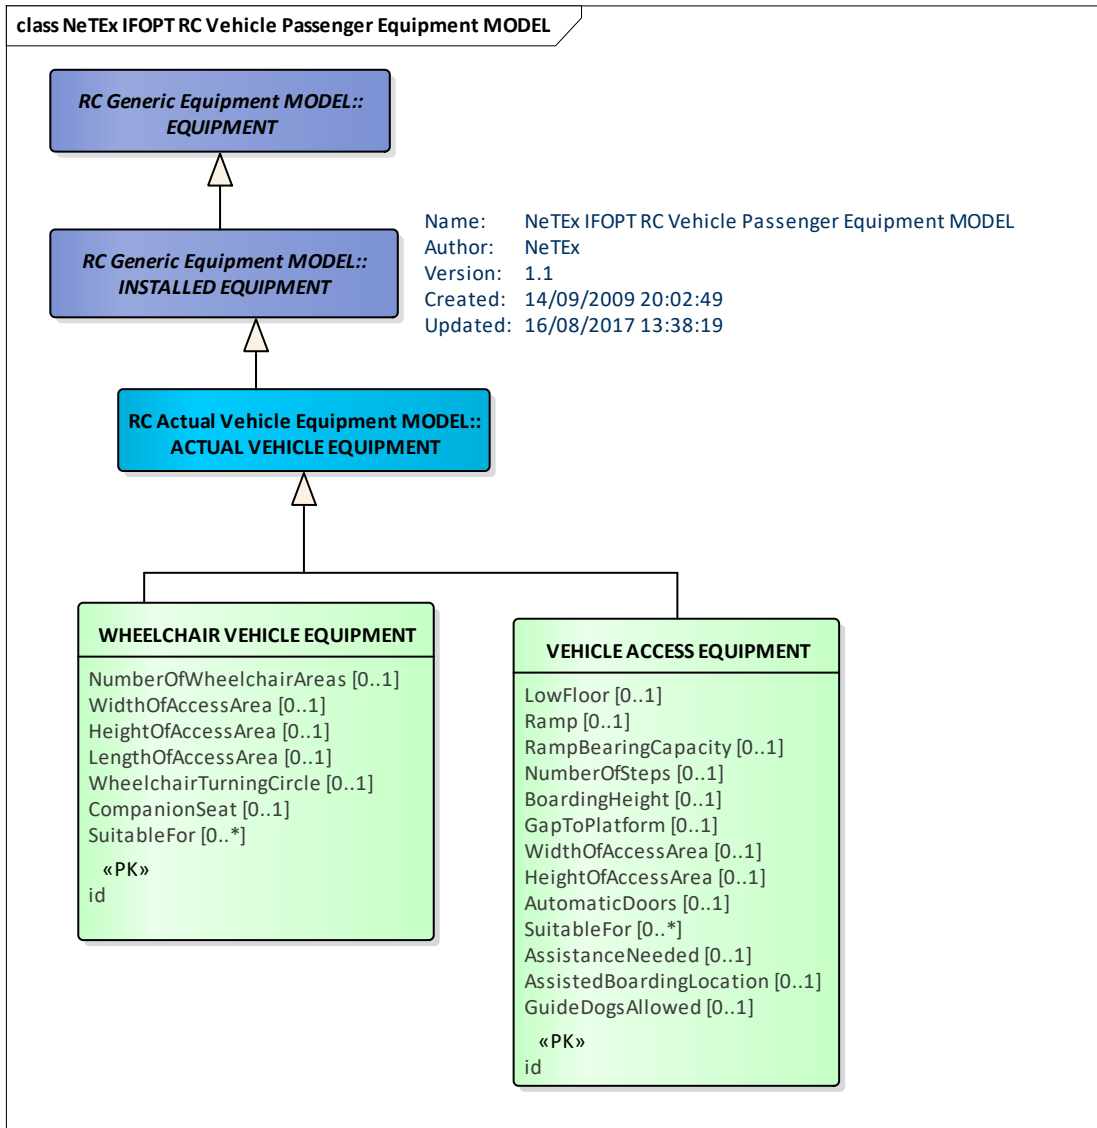 class NeTEx IFOPT RC Vehicle Passenger Equipment MODEL
RC Generic Equipment MODEL::
EQUIPMENT
RC Generic Equipment MODEL::
INSTALLED EQUIPMENT
Name: NeTEx IFOPT RC Vehicle Passenger Equipment MODEL
Author: NeTEx
Version: 1.1
Created: 14/09/2009 20:02:49
Updated: 16/08/2017 13:38:19
RC Actual Vehicle Equipment MODEL::
ACTUAL VEHICLE EQUIPMENT
WHEELCHAIR VEHICLE EQUIPMENT
NumberOfWheelchairAreas [0..1]
WidthOfAccessArea [0..1]
HeightOfAccessArea [0..1]
LengthOfAccessArea [0..1]
WheelchairTurningCircle [0..1]
CompanionSeat [0..1]
SuitableFor [0..*]
«PK»
id
VEHICLE ACCESS EQUIPMENT
LowFloor [0..1]
Ramp [0..1]
RampBearingCapacity [0..1]
NumberOfSteps [0..1]
BoardingHeight [0..1]
GapToPlatform [0..1]
WidthOfAccessArea [0..1]
HeightOfAccessArea [0..1]
AutomaticDoors [0..1]
SuitableFor [0..*]
AssistanceNeeded [0..1]
AssistedBoardingLocation [0..1]
GuideDogsAllowed [0..1]
«PK»
id